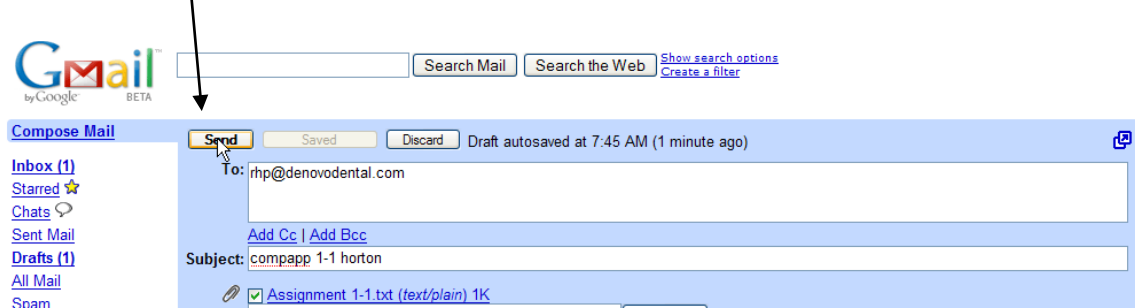 Gmail™
by Google BETA
Search Mail Search the Web Show search options
Create a filter
Compose Mail
Send Saved Discard Draft autosaved at 7:45 AM (1 minute ago)
Inbox (1)
To: rhp@denovodental.com
Starred
Chats
Sent Mail
Add Cc | Add Bcc
Drafts (1)
Subject: compapp 1-1 horton
All Mail
Assignment 1-1.txt (text/plain) 1K
Spam